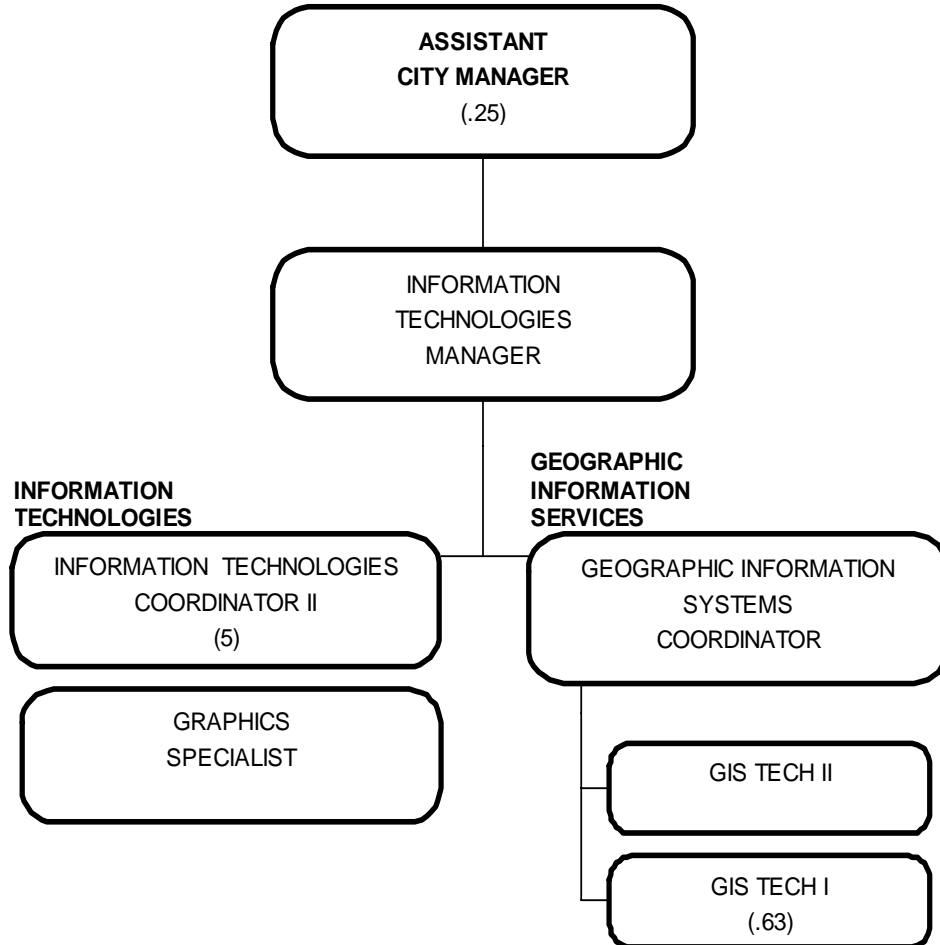 ASSISTANT
CITY MANAGER
(.25)
INFORMATION
TECHNOLOGIES
MANAGER
INFORMATION
TECHNOLOGIES
INFORMATION TECHNOLOGIES
COORDINATOR II
(5)
GRAPHICS
SPECIALIST
GEOGRAPHIC
INFORMATION
SERVICES
GEOGRAPHIC INFORMATION
SYSTEMS
COORDINATOR
GIS TECH II
GIS TECH I
(.63)